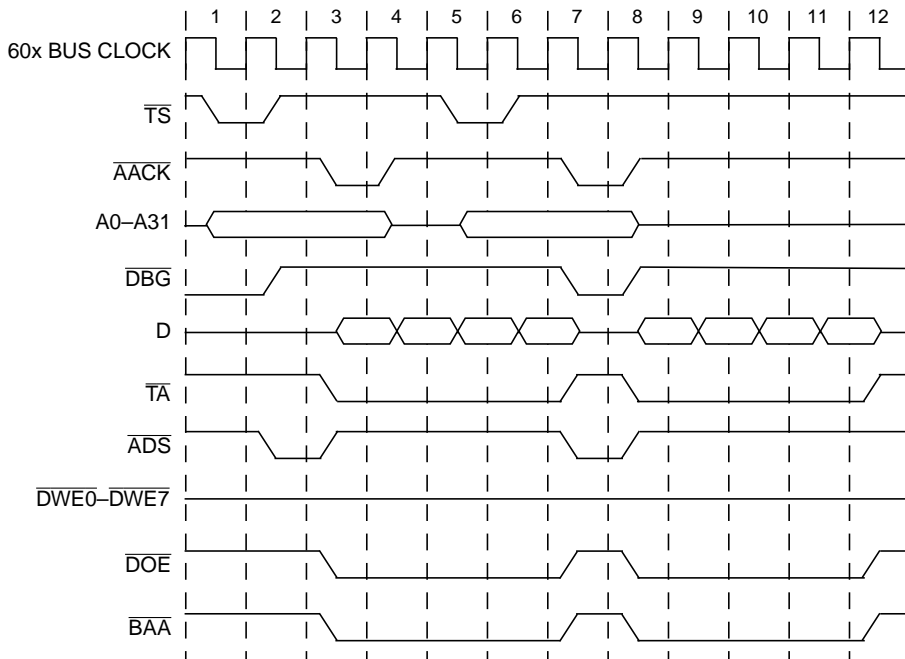 1 2 3 4 5 6 7 8 9 10 11 12
60x BUS CLOCK
TS
AACK
A0–A31
DBG
D
TA
ADS
DWE0–DWE7
DOE
BAA